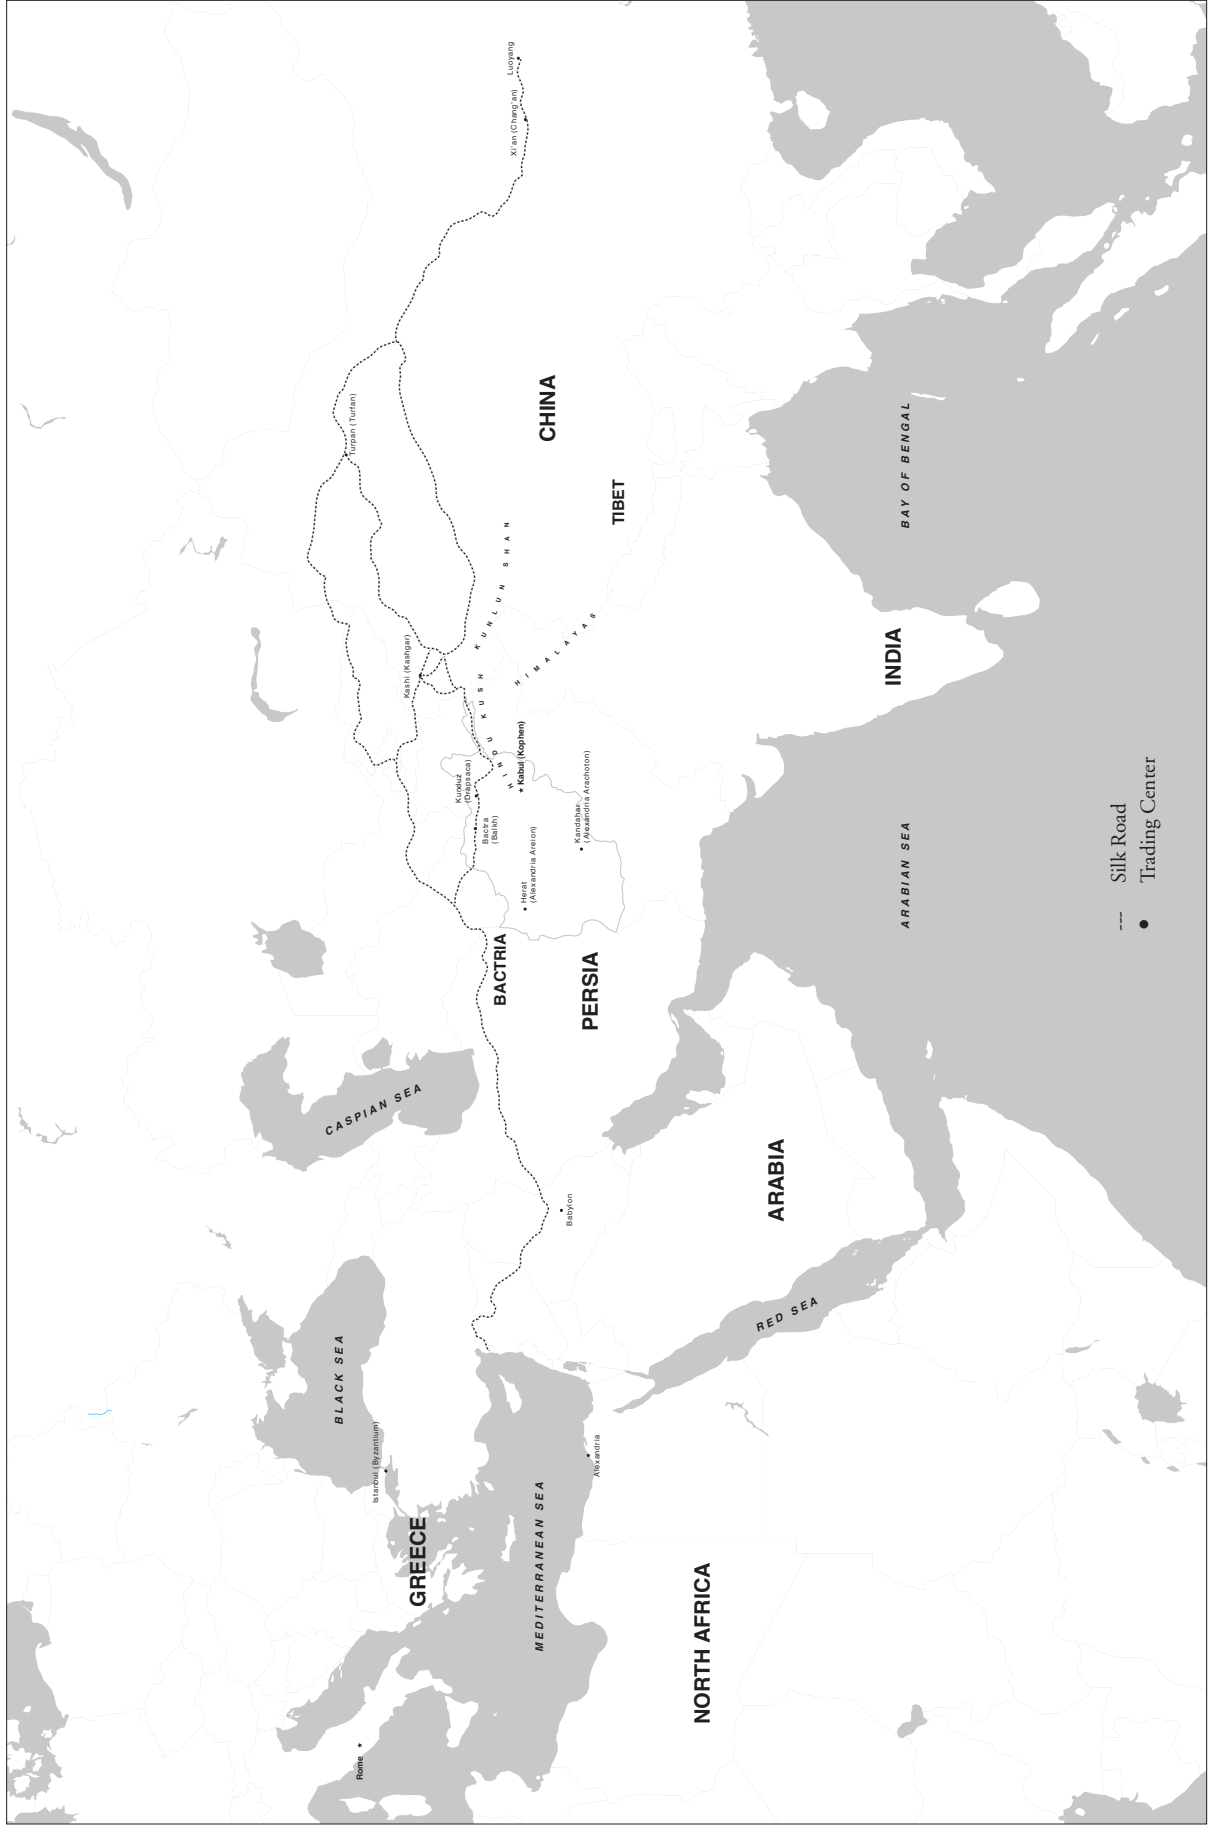 Rome
GREECE
Istanbul (Byzantium)
BLACK SEA
MEDITERRANEAN SEA
NORTH AFRICA
Alexandria
RED SEA
ARABIA
Babylon
CASPIAN SEA
PERSIA
BACTRIA
Herat
(Alexandria Areion)
Bactra
(Balkh)
Kunduz
(Drapsaca)
Kabul (Kophen)
Kandahar
(Alexandria Arachoton)
HINDU KUSH
KUNLUN SHAN
HIMALAYAS
Kashi (Kashgar)
Turpan (Turfan)
TIBET
CHINA
Xi'an (Chang'an)
Luoyang
INDIA
ARABIAN SEA
BAY OF BENGAL
Silk Road
Trading Center